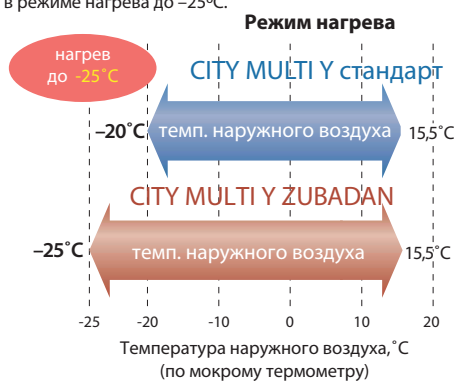 в режиме нагрева до –25°С.
Режим нагрева
нагрев
до -25˚C
CITY MULTI Y стандарт
–20˚C темп. наружного воздуха 15,5˚C
CITY MULTI Y ZUBADAN
–25˚C темп. наружного воздуха 15,5˚C
-25 -20 -10 0 10 20
Температура наружного воздуха,˚C
(по мокрому термометру)